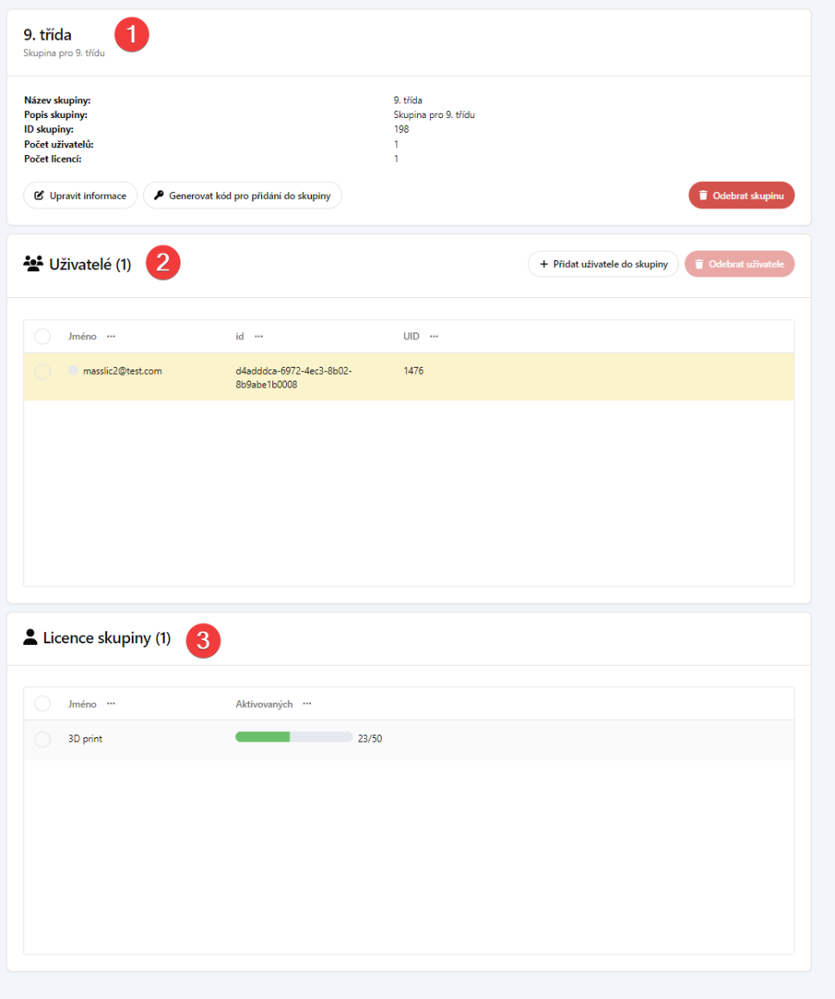 9. třída 1
Skupina pro 9. třídu
Název skupiny: 9. třída
Popis skupiny: Skupina pro 9. třídu
ID skupiny: 198
Počet uživatelů: 1
Počet licencí: 1
Upravit informace Generovat kód pro přidání do skupiny Odebrat skupinu
Uživatelé (1) 2 + Přidat uživatele do skupiny Odebrat uživatele
Jméno ··· id ··· UID ···
masslic2@test.com d4adddca-6972-4ec3-8b02- 1476
8b9abe1b0008
Licence skupiny (1) 3
Jméno ··· Aktivovaných ···
3D print 23/50